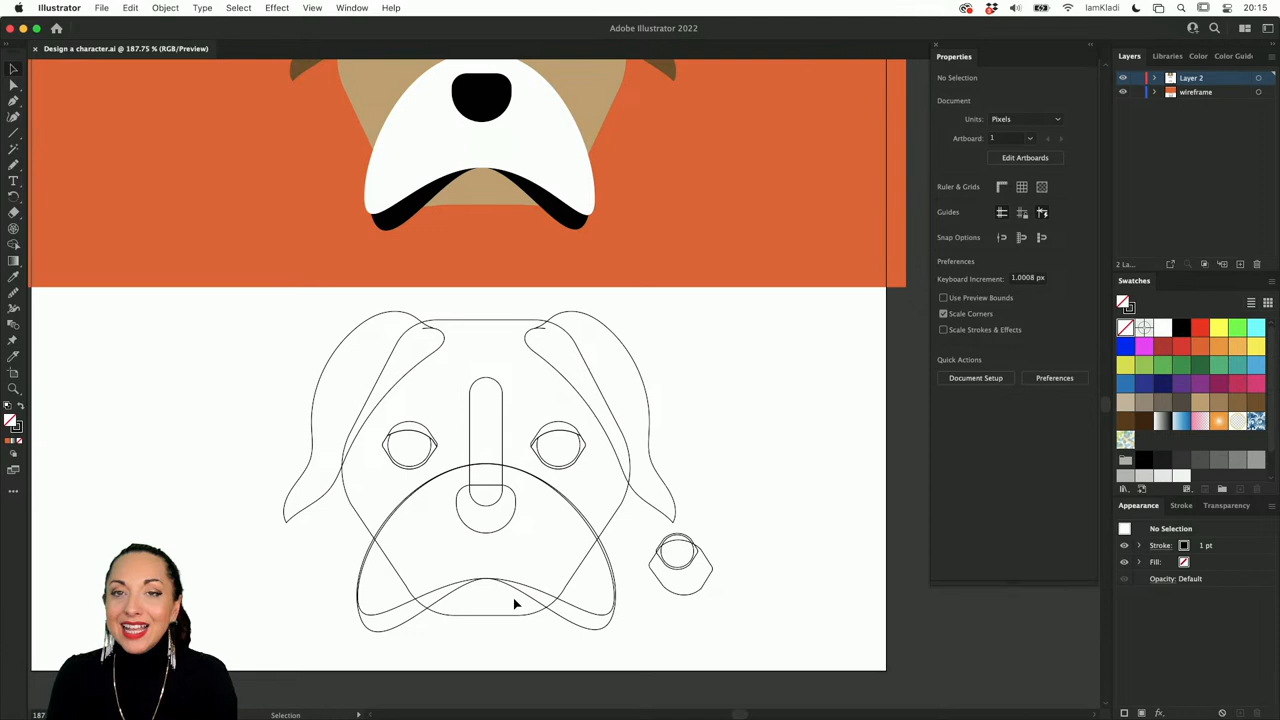 Illustrator File Edit Object Type Select Effect View Window Help IamKladi 20:15
Adobe Illustrator 2022
Design a character.ai @ 187.75 % (RGB/Preview)
Properties
Layers Libraries Color Color Guide
No Selection
Layer 2
wireframe
Document
Units: Pixels
Artboard: 1
Edit Artboards
Ruler & Grids
Guides
Snap Options
Preferences
Keyboard Increment: 1.0008 px
Use Preview Bounds
Scale Corners
Scale Strokes & Effects
Quick Actions
Document Setup Preferences
2 La...
Swatches
Appearance Stroke Transparency
No Selection
Stroke: 1 pt
Fill:
Opacity: Default
187
Selection